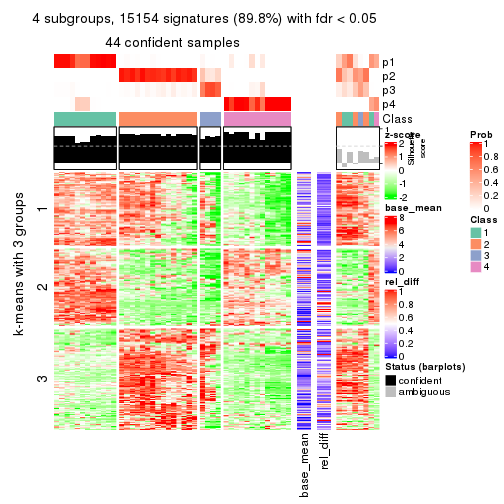 4 subgroups, 15154 signatures (89.8%) with fdr < 0.05
44 confident samples
p1
p2
p3
p4
Class
1
Silhouette
score
k-means with 3 groups
1
2
3
base_mean
rel_diff
z-score
2
1
0
-1
-2
base_mean
8
6
4
2
0
rel_diff
1
0.8
0.6
0.4
0.2
0
Status (barplots)
confident
ambiguous
Prob
1
0.8
0.6
0.4
0.2
0
Class
1
2
3
4